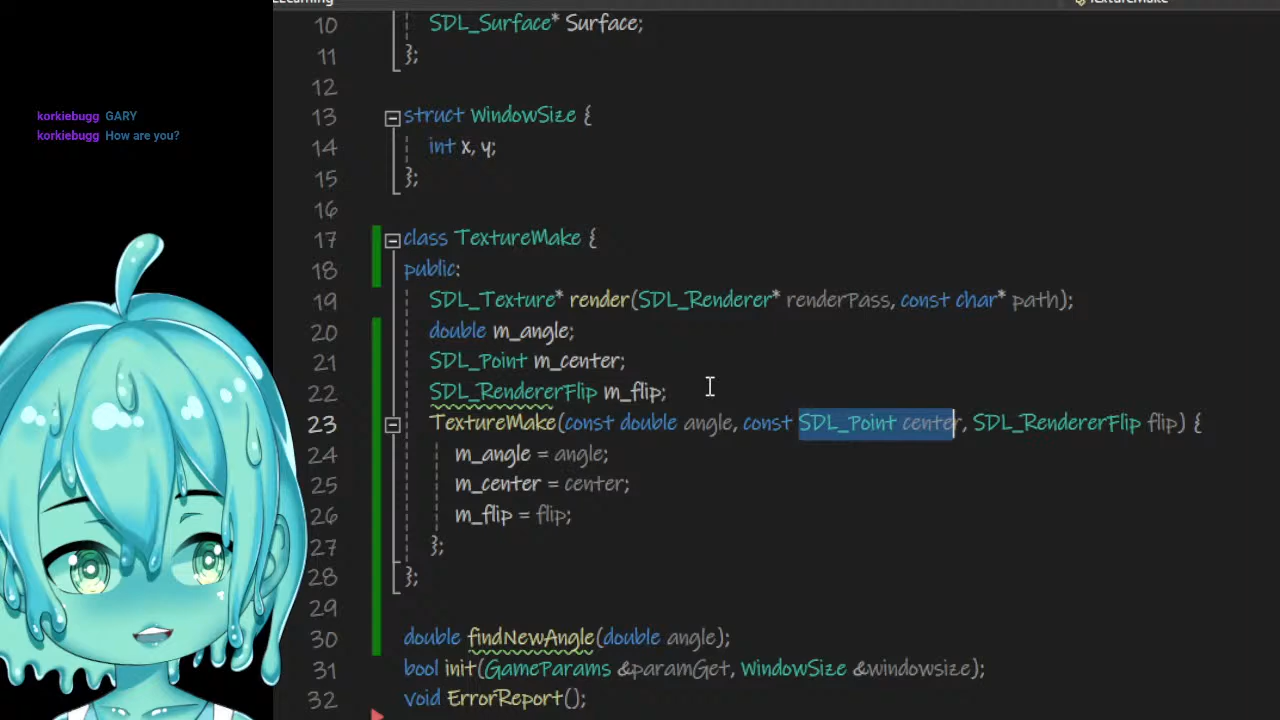 korkiebugg GARY
korkiebugg How are you?
10 SDL_Surface* Surface;
11 };
12
13 struct WindowSize {
14 int x, y;
15 };
16
17 class TextureMake {
18 public:
19 SDL_Texture* render(SDL_Renderer* renderPass, const char* path);
20 double m_angle;
21 SDL_Point m_center;
22 SDL_RendererFlip m_flip;
23 TextureMake(const double angle, const SDL_Point center, SDL_RendererFlip flip) {
24 m_angle = angle;
25 m_center = center;
26 m_flip = flip;
27 };
28 };
29
30 double findNewAngle(double angle);
31 bool init(GameParams &paramGet, WindowSize &windowsize);
32 void ErrorReport();